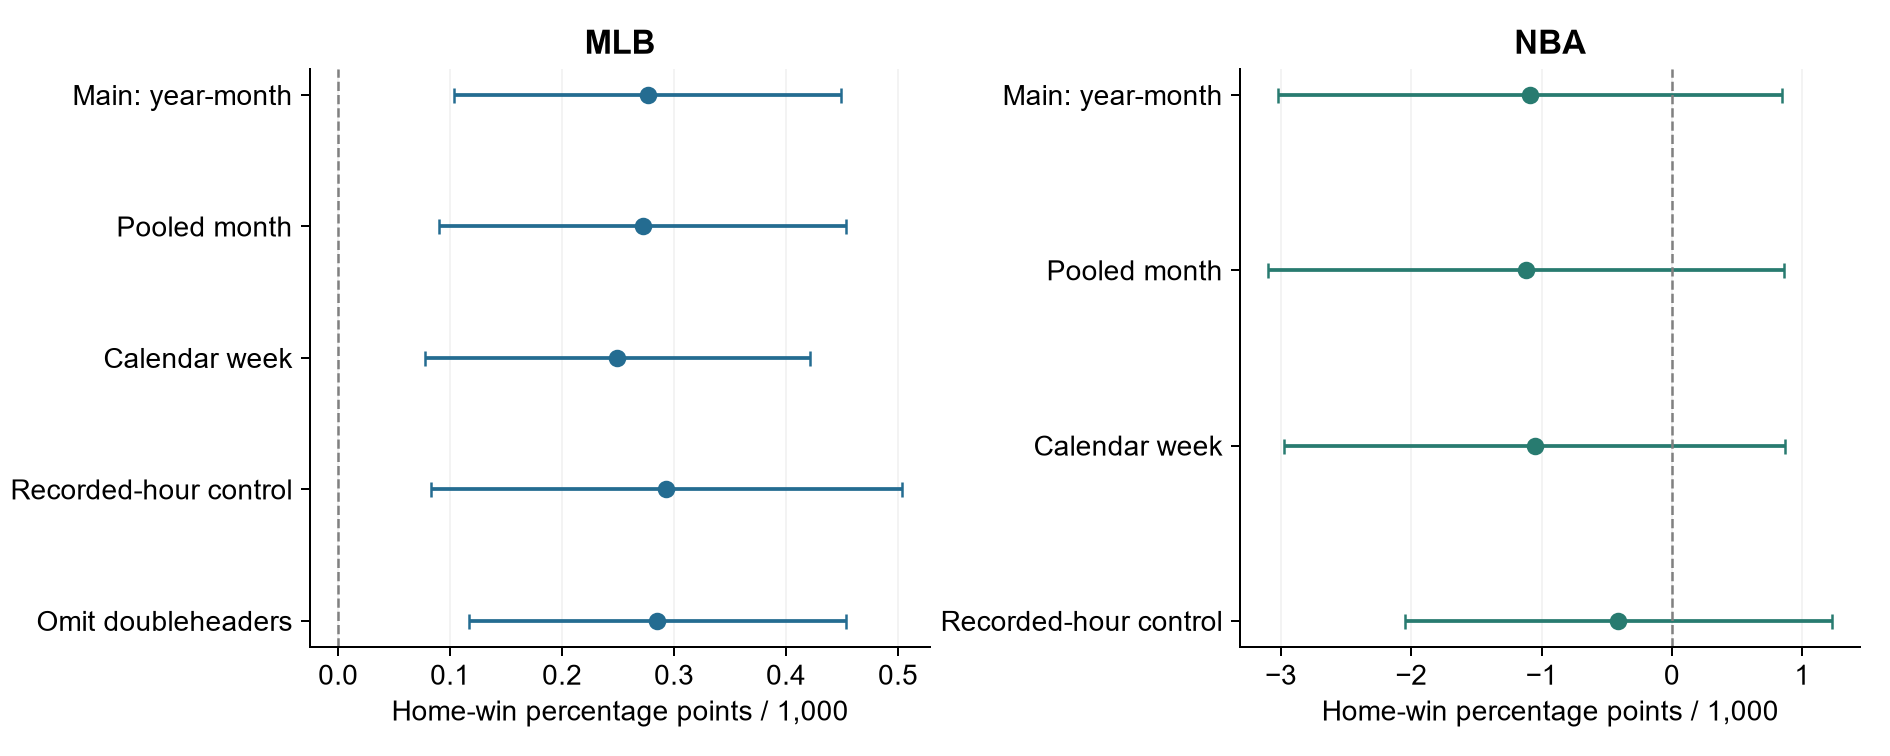 MLB
Main: year-month
Pooled month
Calendar week
Recorded-hour control
Omit doubleheaders
0.0 0.1 0.2 0.3 0.4 0.5
Home-win percentage points / 1,000
NBA
Main: year-month
Pooled month
Calendar week
Recorded-hour control
−3 −2 −1 0 1
Home-win percentage points / 1,000